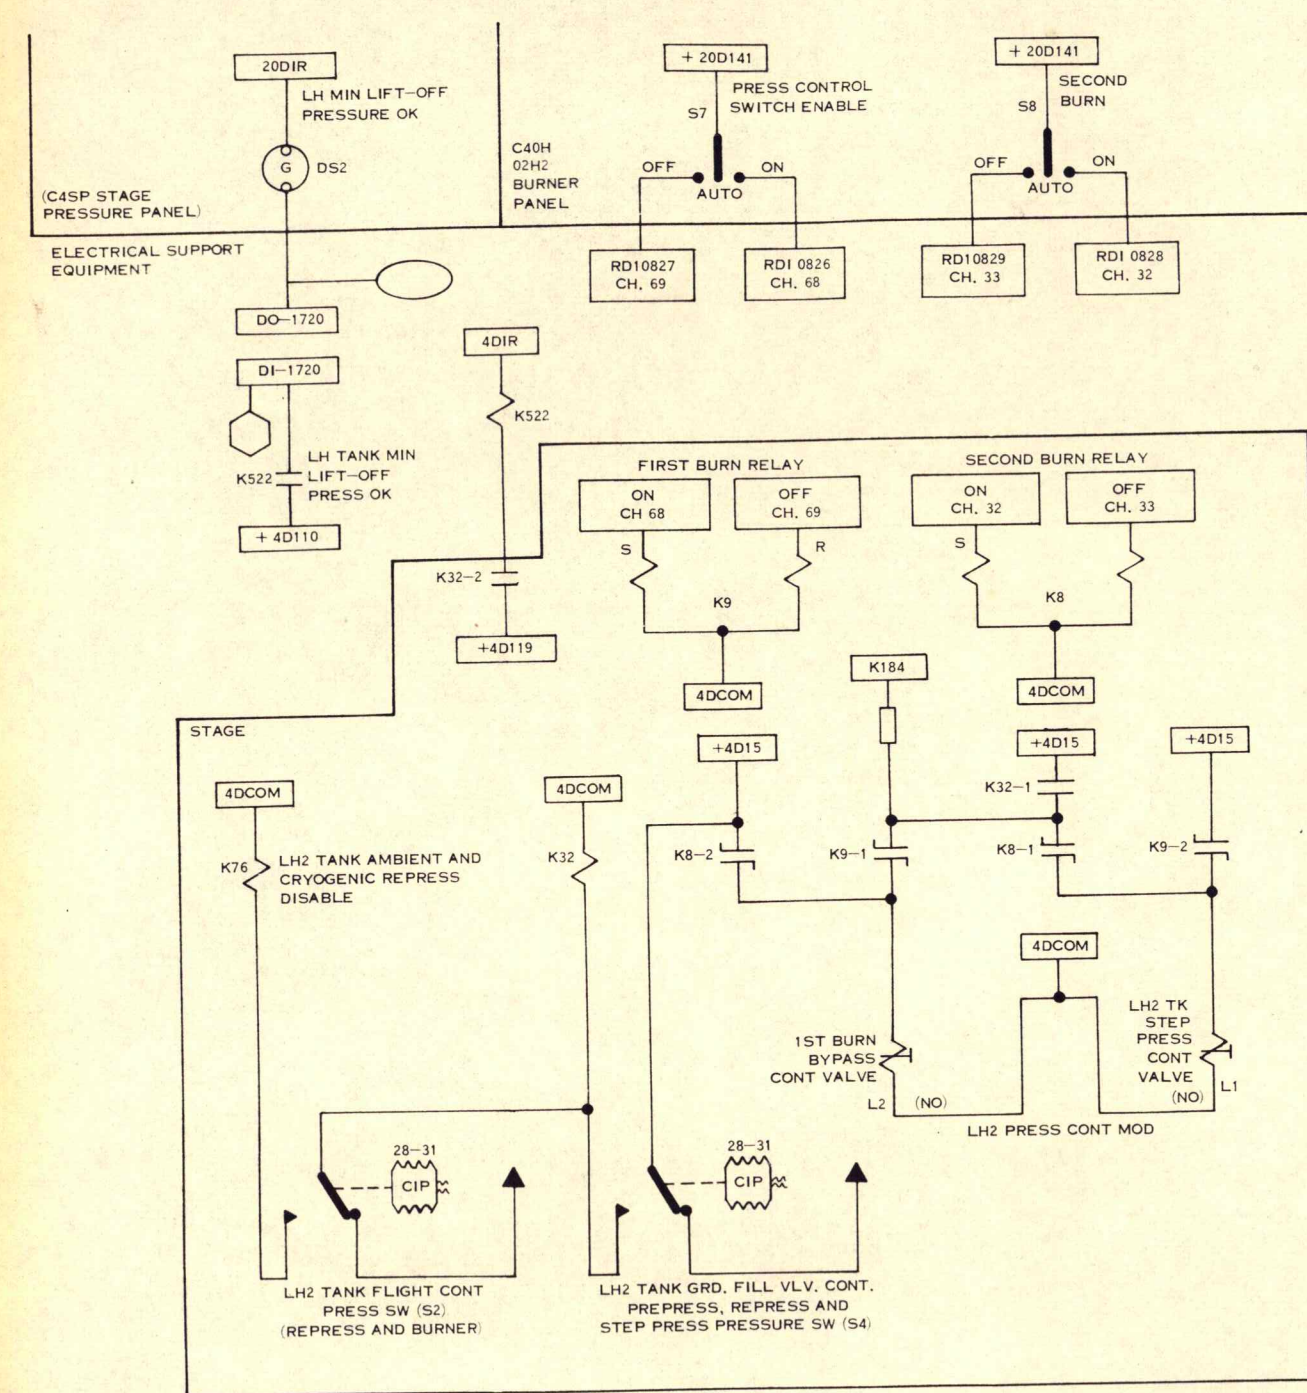 20DIR
LH MIN LIFT-OFF
PRESSURE OK
G
DS2
(C4SP STAGE
PRESSURE PANEL)
+ 20D141
PRESS CONTROL
SWITCH ENABLE
S7
OFF
ON
AUTO
C40H
02H2
BURNER
PANEL
+ 20D141
SECOND
BURN
S8
OFF
ON
AUTO
ELECTRICAL SUPPORT
EQUIPMENT
RD10827
CH. 69
RDI 0826
CH. 68
RD10829
CH. 33
RDI 0828
CH. 32
DO-1720
DI-1720
4DIR
K522
LH TANK MIN
LIFT-OFF
PRESS OK
K522
+ 4D110
K32-2
+4D119
FIRST BURN RELAY
ON
CH 68
OFF
CH. 69
S
R
K9
4DCOM
SECOND BURN RELAY
ON
CH. 32
OFF
CH. 33
S
K8
4DCOM
K184
STAGE
+4D15
+4D15
+4D15
4DCOM
4DCOM
K32-1
K76
LH2 TANK AMBIENT AND
CRYOGENIC REPRESS
DISABLE
K32
K8-2
K9-1
K8-1
K9-2
4DCOM
1ST BURN
BYPASS
CONT VALVE
L2
(NO)
LH2 TK
STEP
PRESS
CONT
VALVE
(NO)
L1
LH2 PRESS CONT MOD
28-31
CIP
28-31
CIP
LH2 TANK FLIGHT CONT
PRESS SW (S2)
(REPRESS AND BURNER)
LH2 TANK GRD. FILL VLV. CONT.
PREPRESS, REPRESS AND
STEP PRESS PRESSURE SW (S4)